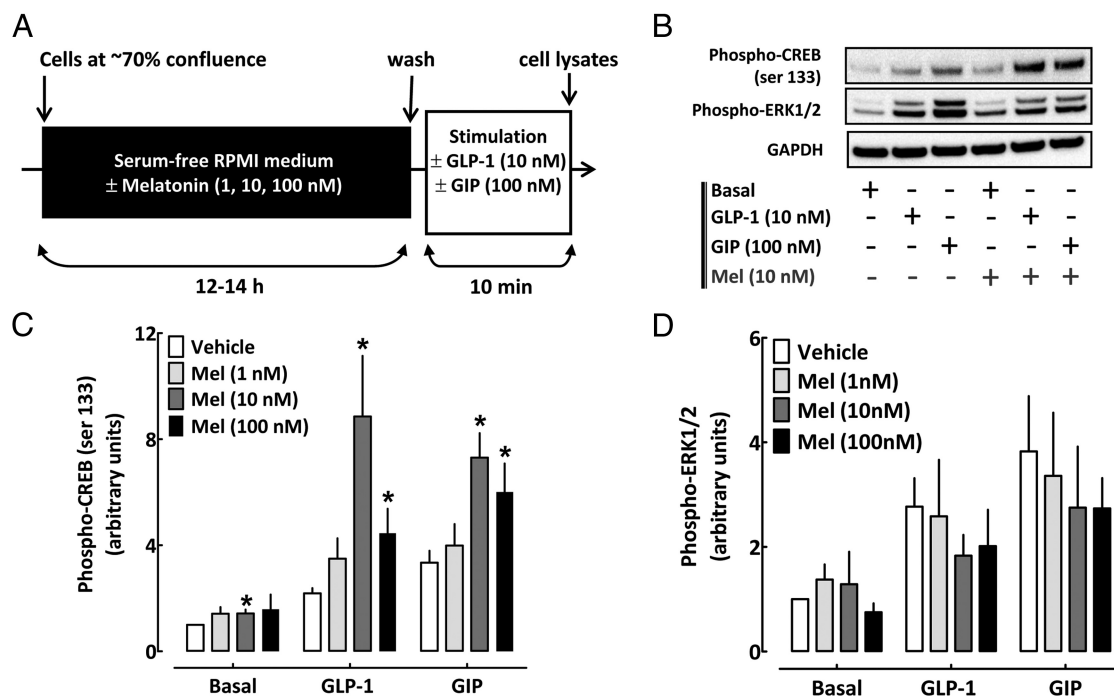 A
Cells at ~70% confluence
wash
cell lysates
Serum-free RPMI medium
± Melatonin (1, 10, 100 nM)
Stimulation
± GLP-1 (10 nM)
± GIP (100 nM)
12-14 h
10 min
B
Phospho-CREB
(ser 133)
Phospho-ERK1/2
GAPDH
Basal + - - + - -
GLP-1 (10 nM) - + - - + -
GIP (100 nM) - - + - - +
Mel (10 nM) - - - + + +
C
Phospho-CREB (ser 133)
(arbitrary units)
12
8
4
0
Vehicle
Mel (1 nM)
Mel (10 nM)
Mel (100 nM)
* * * * *
Basal GLP-1 GIP
D
Phospho-ERK1/2
(arbitrary units)
6
4
2
0
Vehicle
Mel (1nM)
Mel (10nM)
Mel (100nM)
Basal GLP-1 GIP